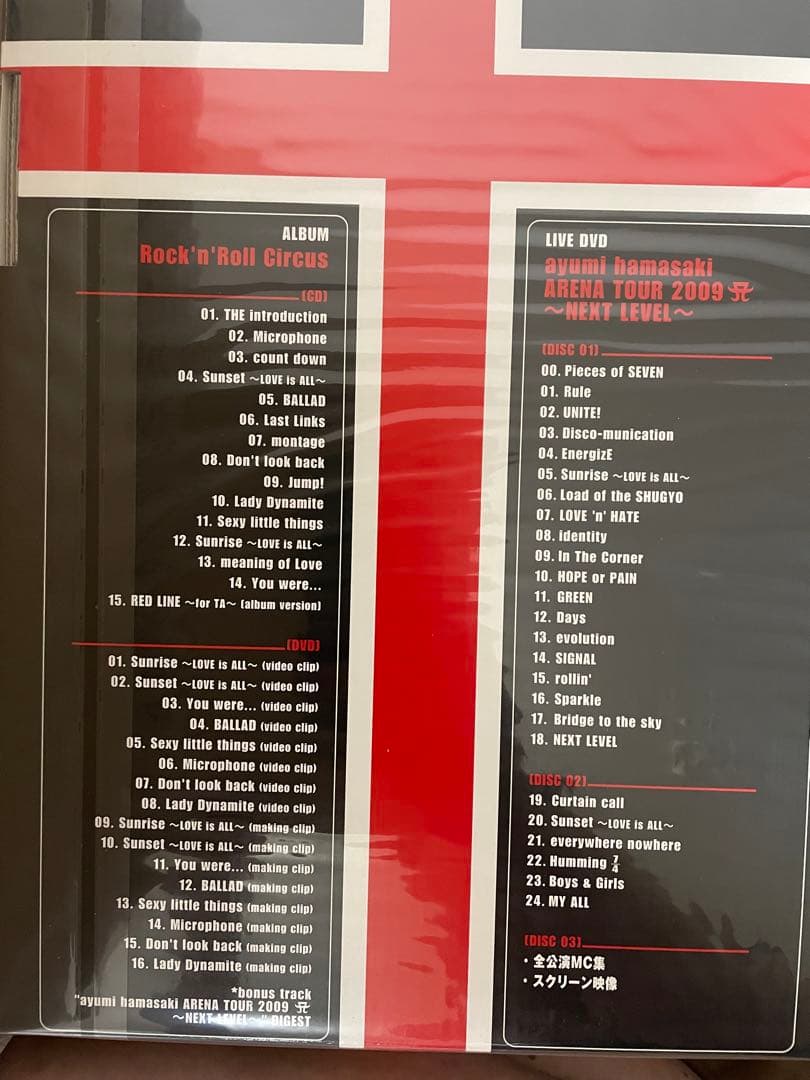 ALBUM
Rock'n'Roll Circus
(CD)
01. THE introduction
02. Microphone
03. count down
04. Sunset ～LOVE is ALL～
05. BALLAD
06. Last Links
07. montage
08. Don't look back
09. Jump!
10. Lady Dynamite
11. Sexy little things
12. Sunrise ～LOVE is ALL～
13. meaning of Love
14. You were...
15. RED LINE ～for TA～ (album version)
(DVD)
01. Sunrise ～LOVE is ALL～ (video clip)
02. Sunset ～LOVE is ALL～ (video clip)
03. You were... (video clip)
04. BALLAD (video clip)
05. Sexy little things (video clip)
06. Microphone (video clip)
07. Don't look back (video clip)
08. Lady Dynamite (video clip)
09. Sunrise ～LOVE is ALL～ (making clip)
10. Sunset ～LOVE is ALL～ (making clip)
11. You were... (making clip)
12. BALLAD (making clip)
13. Sexy little things (making clip)
14. Microphone (making clip)
15. Don't look back (making clip)
16. Lady Dynamite (making clip)
*bonus track
"ayumi hamasaki ARENA TOUR 2009 A
～NEXT LEVEL～" DIGEST
LIVE DVD
ayumi hamasaki
ARENA TOUR 2009 A
～NEXT LEVEL～
(DISC 01)
00. Pieces of SEVEN
01. Rule
02. UNITE!
03. Disco-munication
04. EnergizE
05. Sunrise ～LOVE is ALL～
06. Load of the SHUGYO
07. LOVE 'n' HATE
08. identity
09. In The Corner
10. HOPE or PAIN
11. GREEN
12. Days
13. evolution
14. SIGNAL
15. rollin'
16. Sparkle
17. Bridge to the sky
18. NEXT LEVEL
(DISC 02)
19. Curtain call
20. Sunset ～LOVE is ALL～
21. everywhere nowhere
22. Humming 7/4
23. Boys & Girls
24. MY ALL
(DISC 03)
・全公演MC集
・スクリーン映像